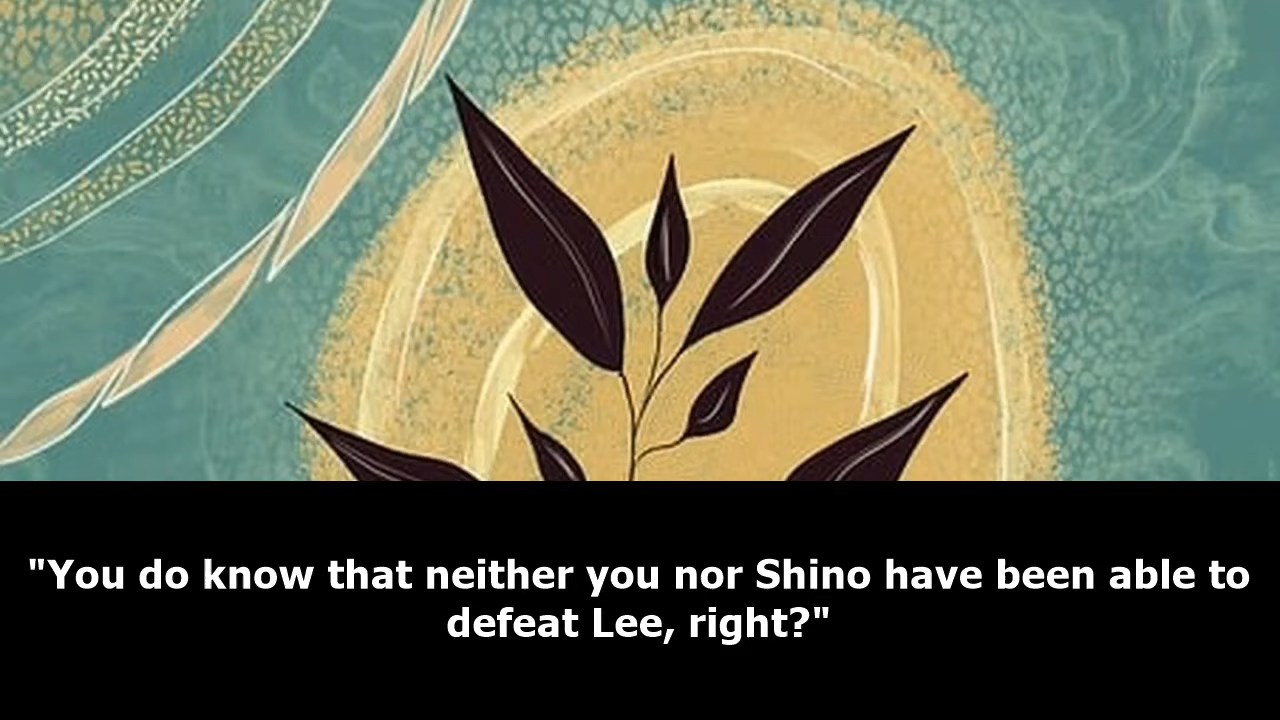 "You do know that neither you nor Shino have been able to
defeat Lee, right?"